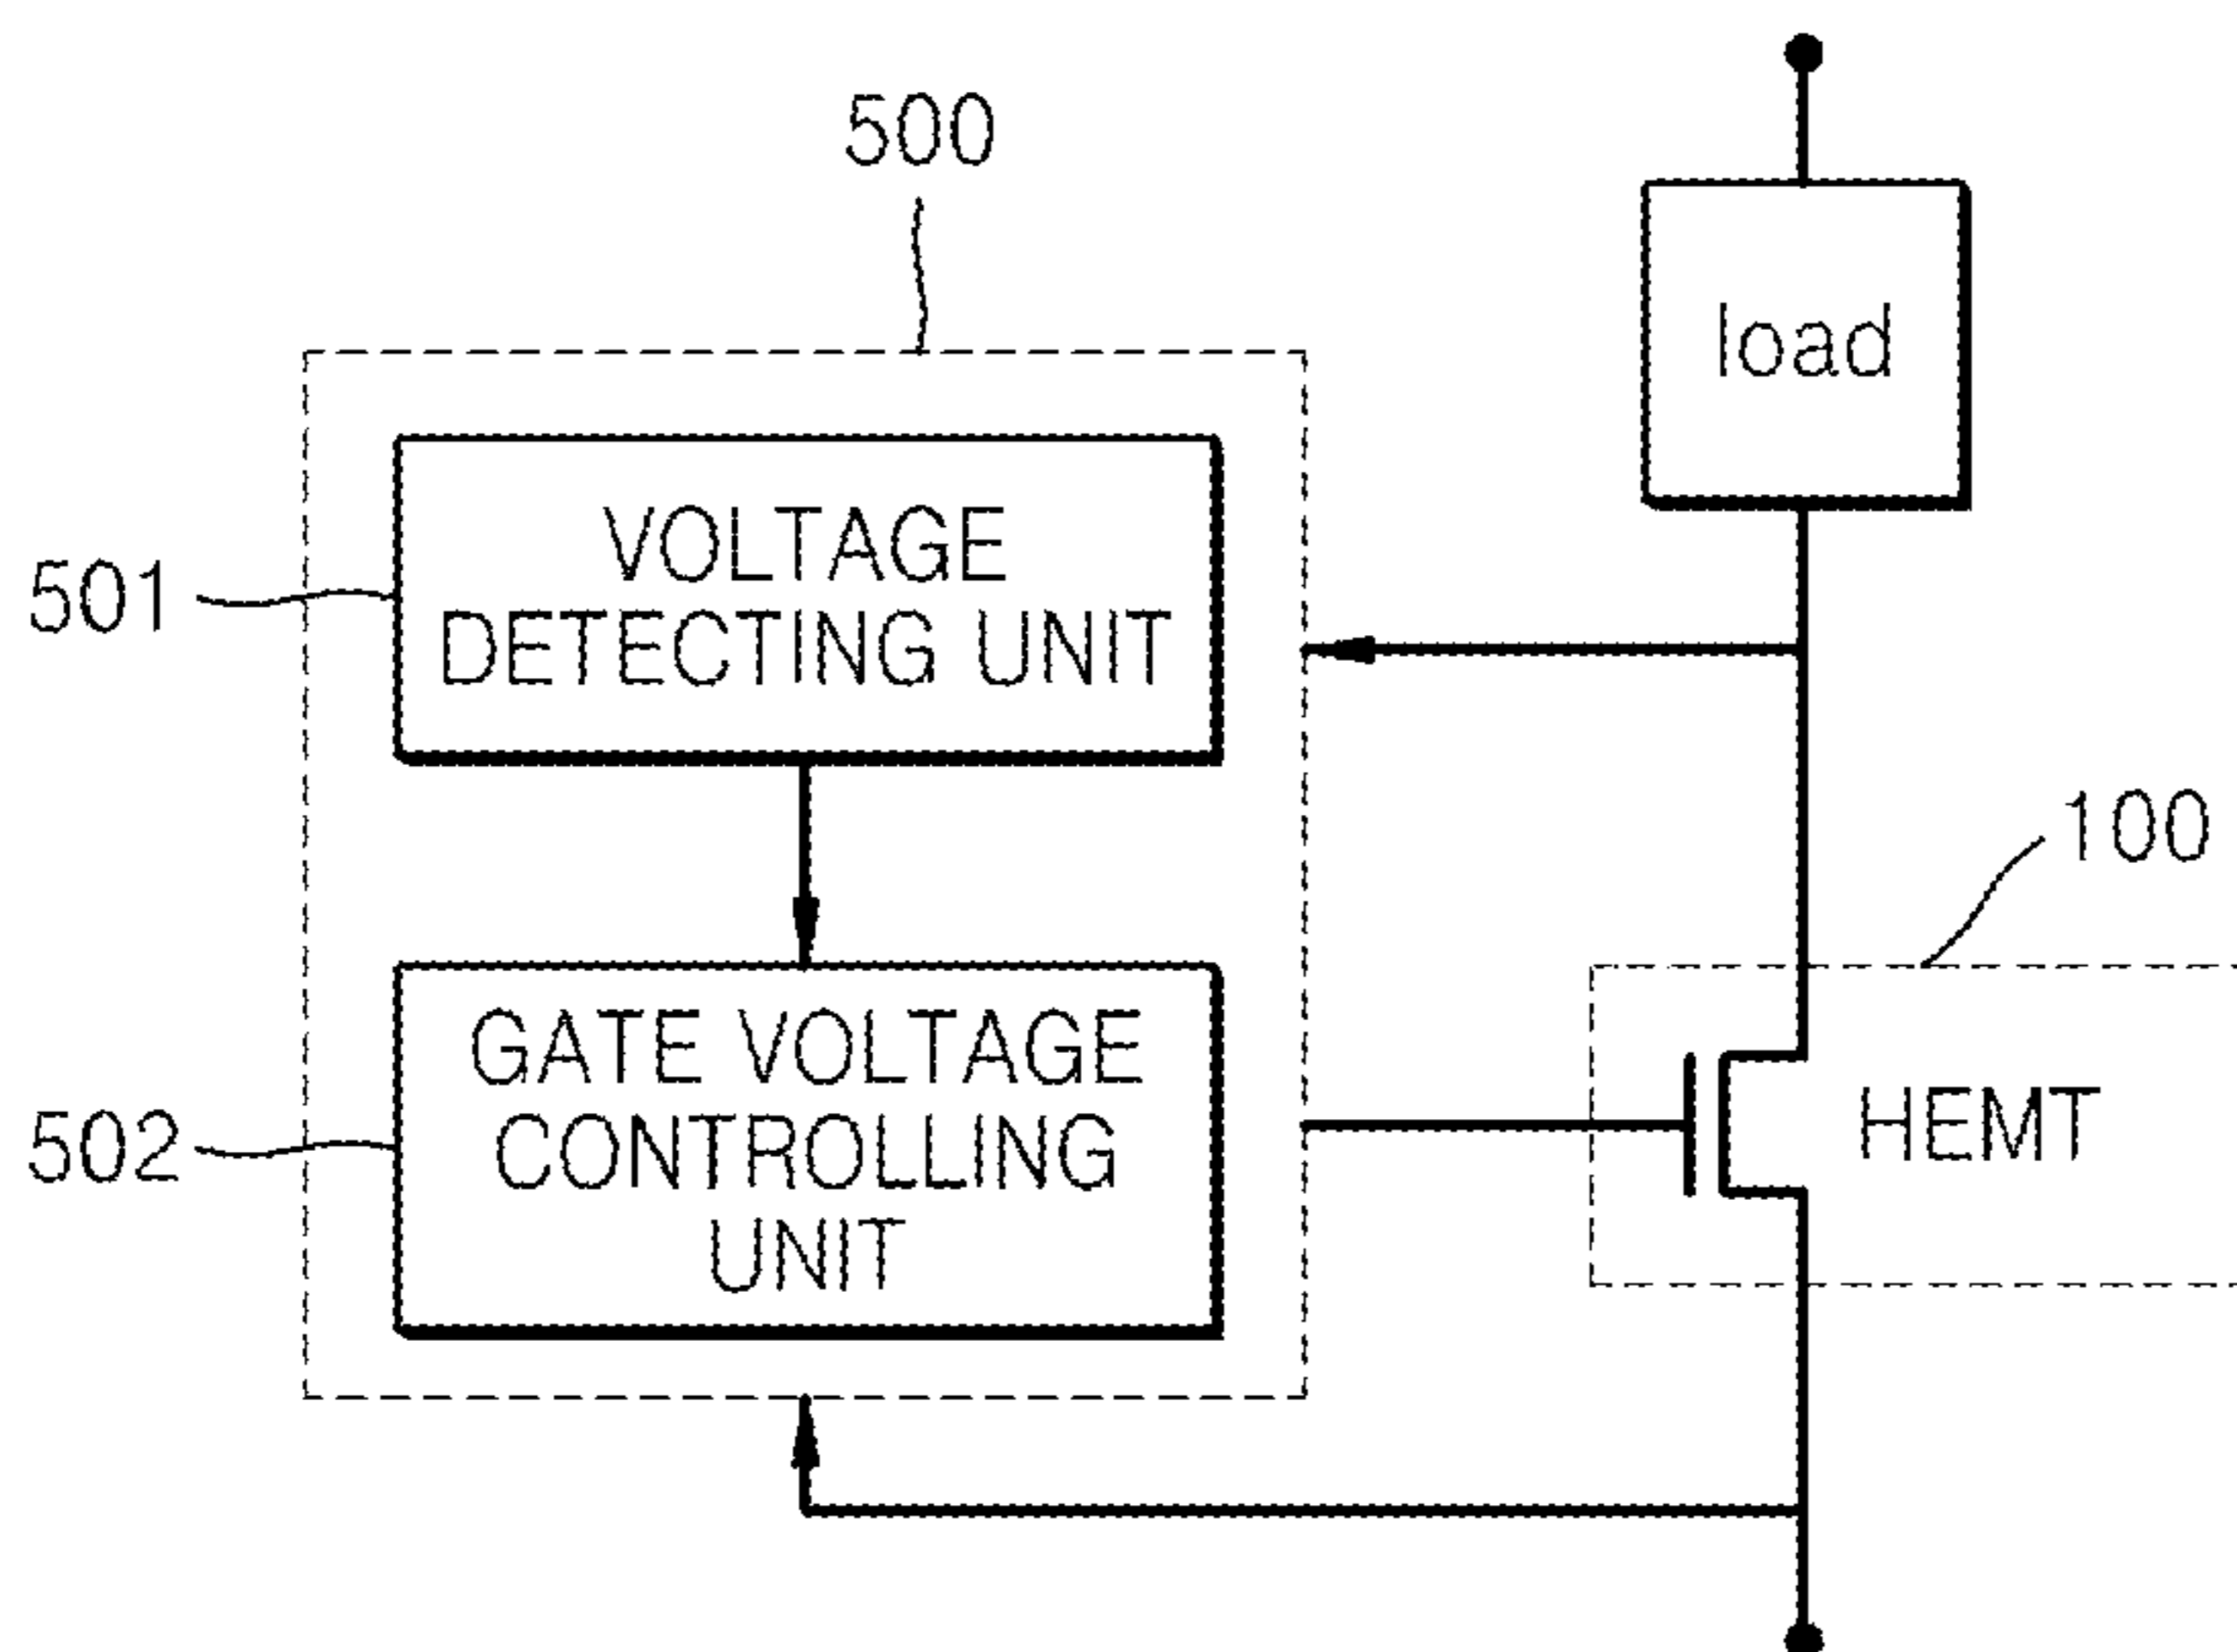 500
load
501
VOLTAGE
DETECTING UNIT
100
502
GATE VOLTAGE
CONTROLLING
UNIT
HEMT